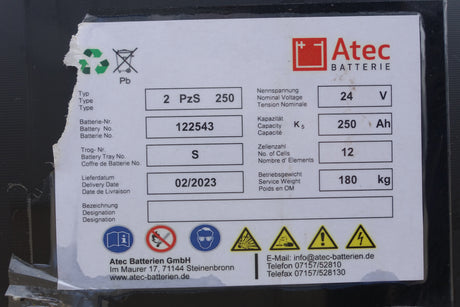 Atec
BATTERIE
Pb
Typ
Type
Type
2 PzS 250
Nennspannung
Nominal Voltage
Tension Nominale
24 V
Batterie-Nr.
Battery No.
Batterie No.
122543
Kapazität
Capacity
Capacité
K 5
250 Ah
Trog- Nr.
Battery Tray No.
Coffre de Batterie No.
S
Zellenzahl
No. of Cells
Nombre d' Elements
12
Lieferdatum
Delivery Date
Date de Livraison
02/2023
Betriebsgewicht
Service Weight
Poids en OM
180 kg
Bezeichnung
Designation
Designation
Atec Batterien GmbH
Im Maurer 17, 71144 Steinenbronn
www.atec-batterien.de
E-Mail: info@atec-batterien.de
Telefon 07157/52810
Telefax 07157/528130